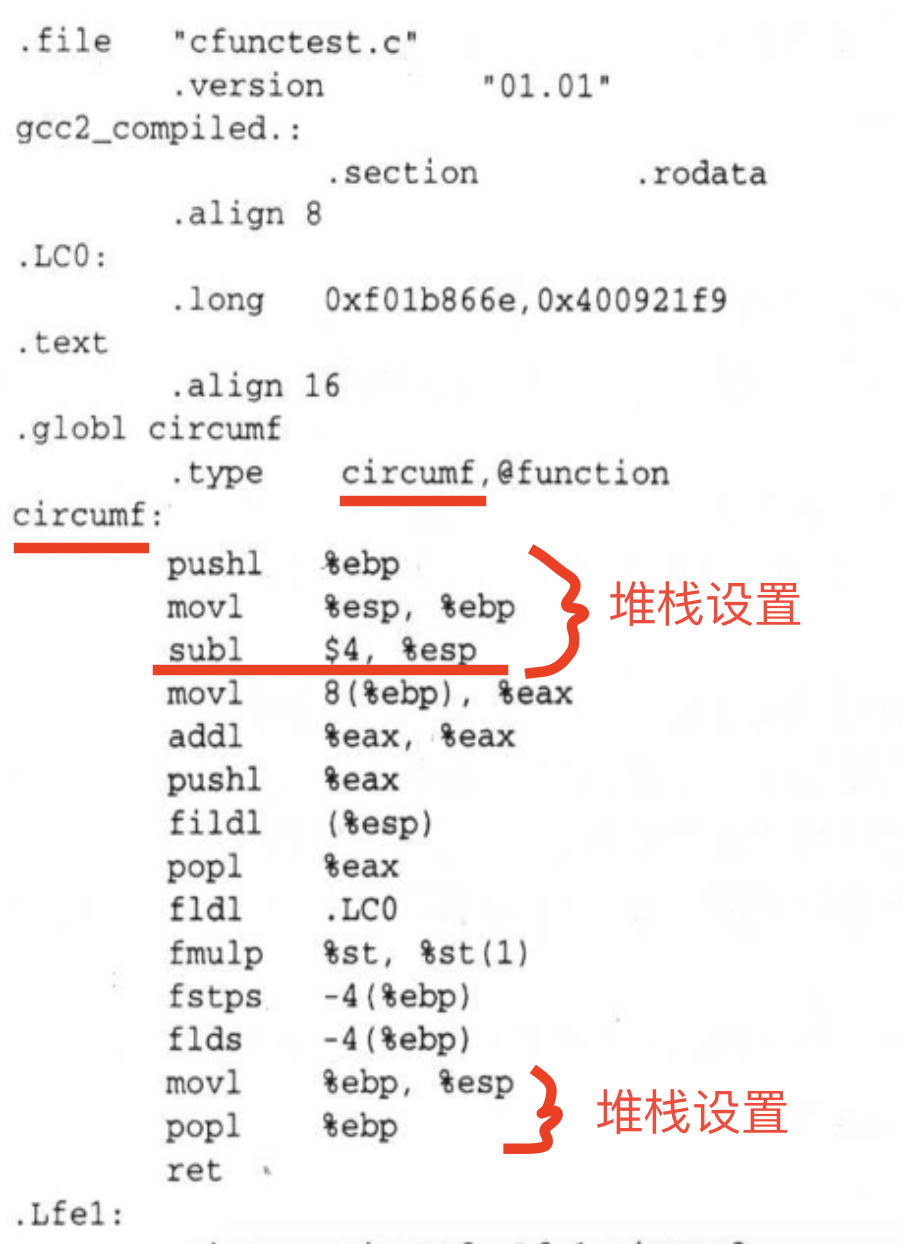 .file "cfunctest.c"
.version "01.01"
gcc2_compiled.:
.section .rodata
.align 8
.LC0:
.long 0xf01b866e,0x400921f9
.text
.align 16
.globl circumf
.type circumf,@function
circumf:
pushl %ebp
movl %esp, %ebp
堆栈设置
subl $4, %esp
movl 8(%ebp), %eax
addl %eax, %eax
pushl %eax
fildl (%esp)
popl %eax
fldl .LC0
fmulp %st, %st(1)
fstps -4(%ebp)
flds -4(%ebp)
movl %ebp, %esp
堆栈设置
popl %ebp
ret
.Lfe1: